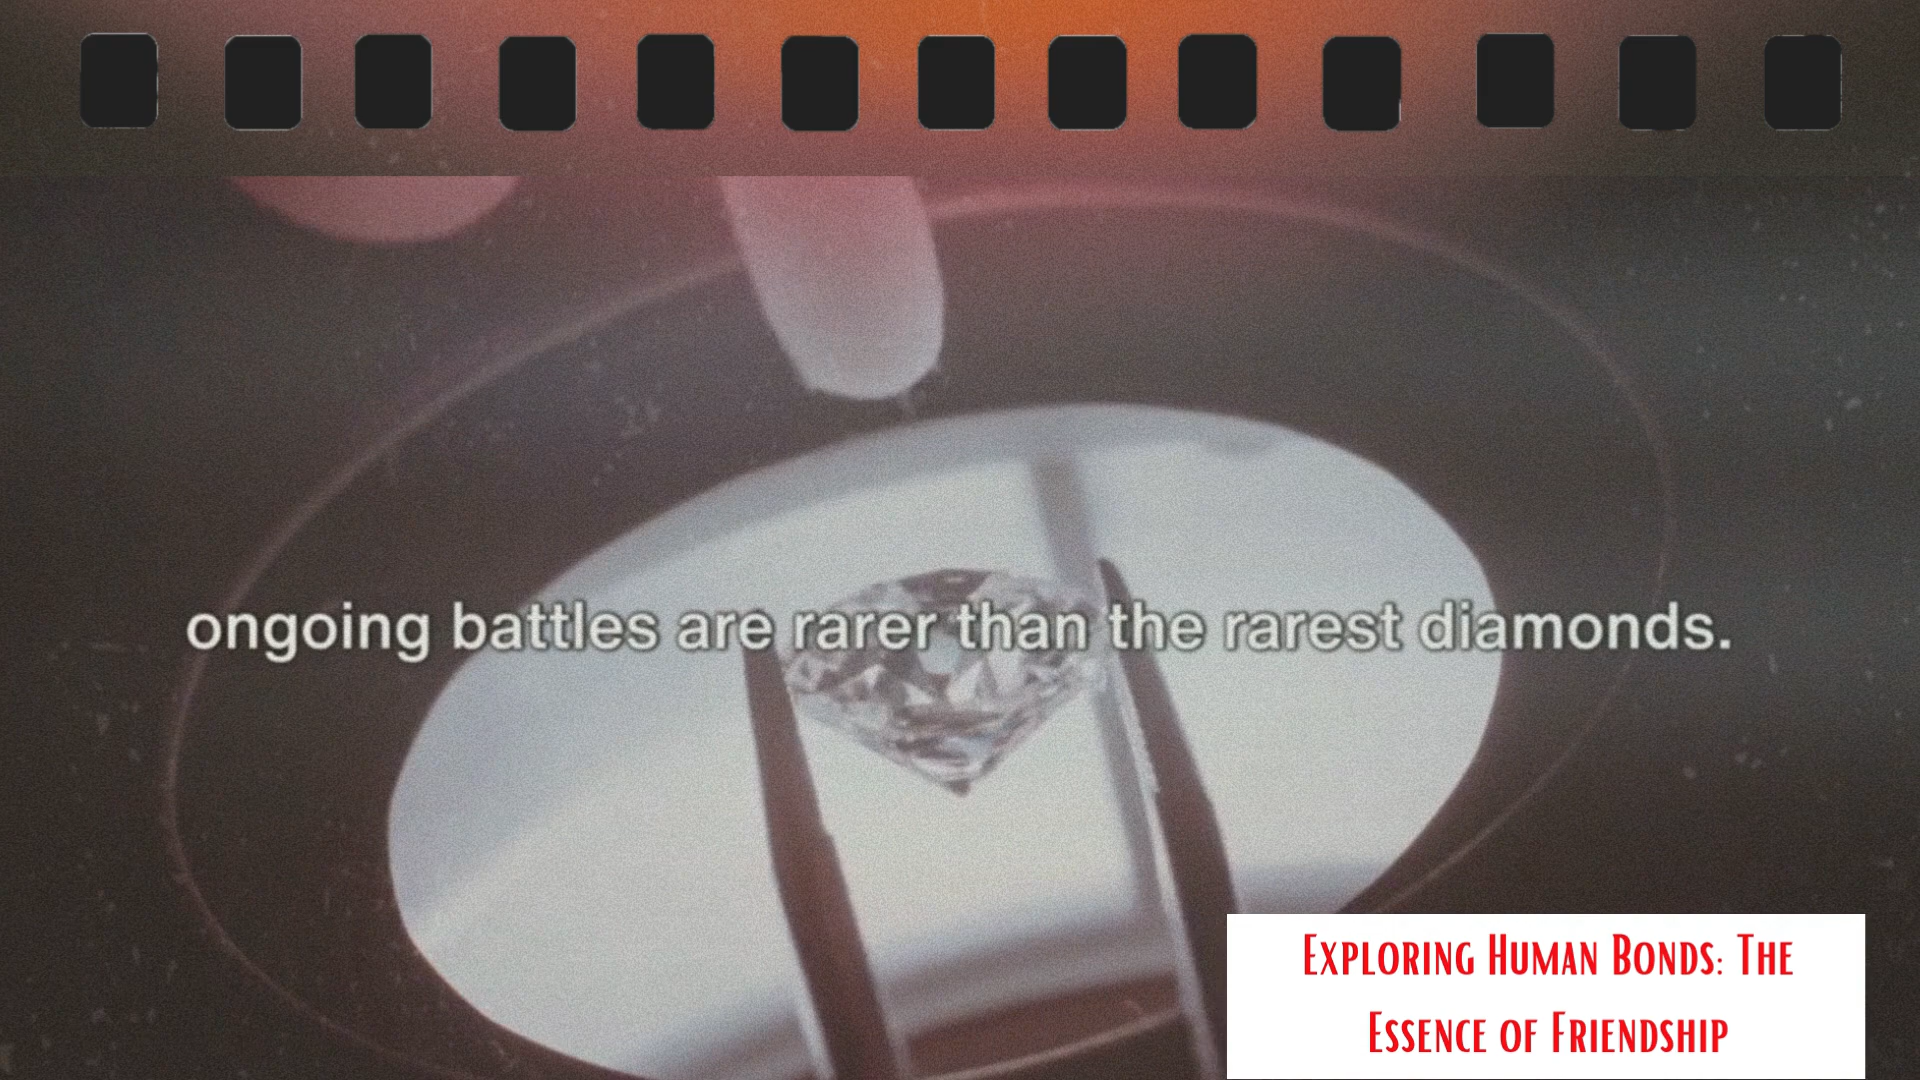 ongoing battles are rarer than the rarest diamonds.
Exploring Human Bonds: The
Essence of Friendship